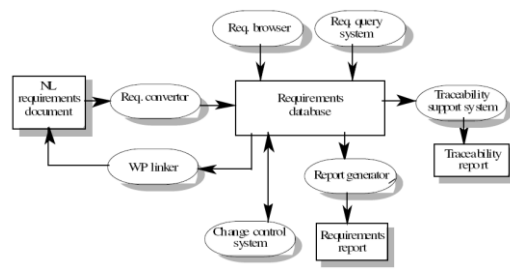 Req. browser
Req. query
system
NL
requirements
document
Req. convertor
Requirements
database
Traceability
support system
WP linker
Report generator
Traceability
report
Change control
system
Requirements
report